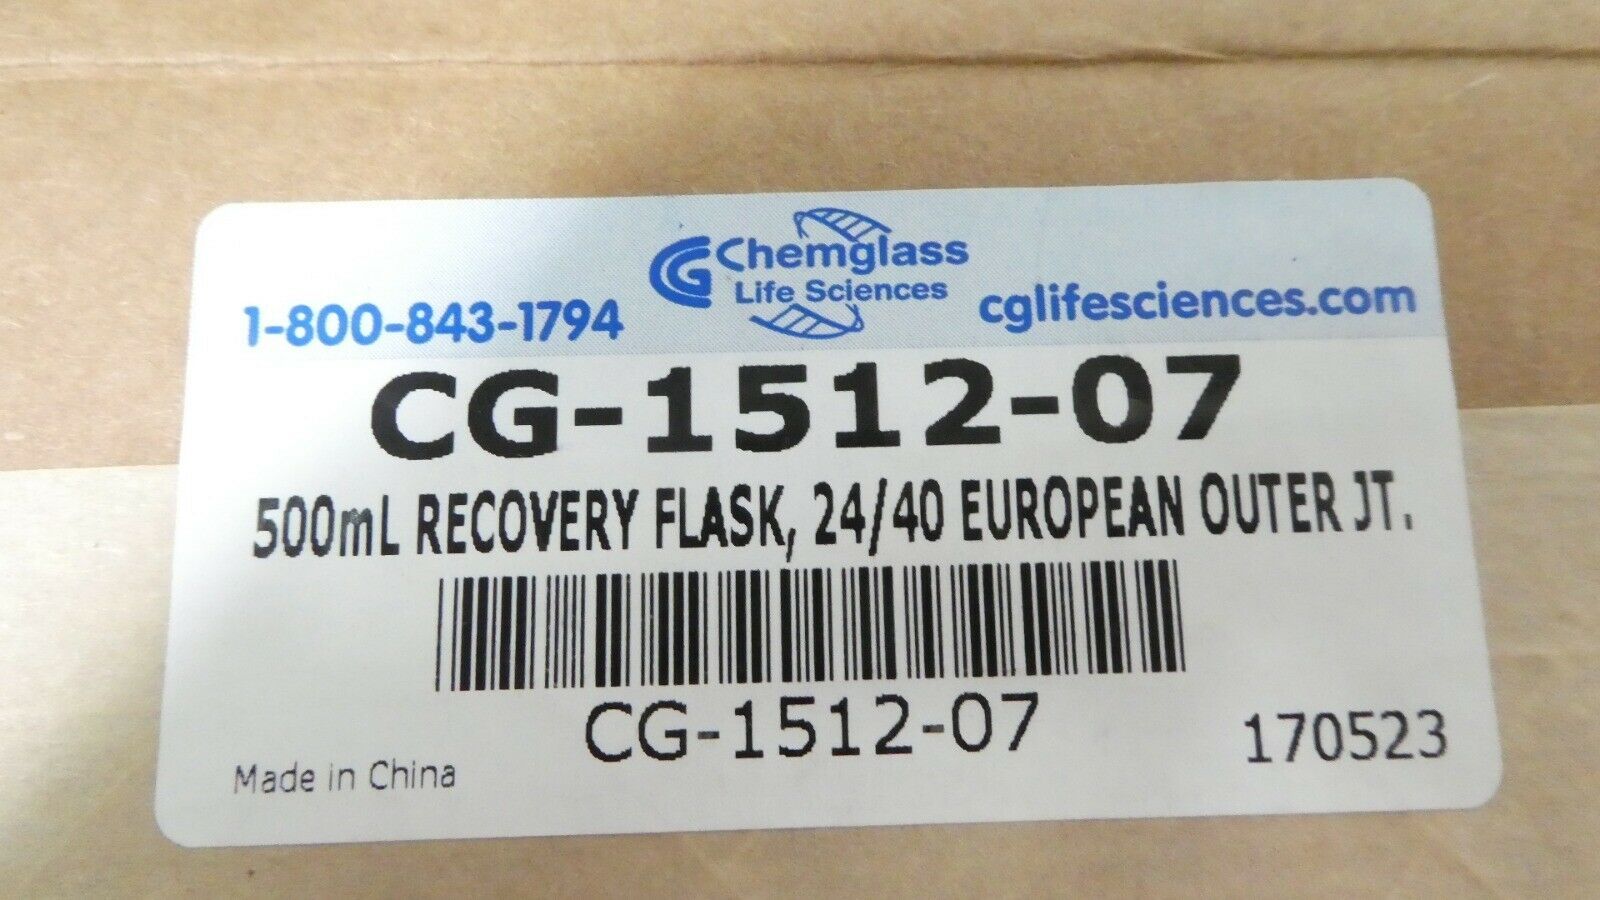 CG Chemglass
Life Sciences
1-800-843-1794
cglifesciences.com
CG-1512-07
500mL RECOVERY FLASK, 24/40 EUROPEAN OUTER JT.
CG-1512-07
Made in China
170523